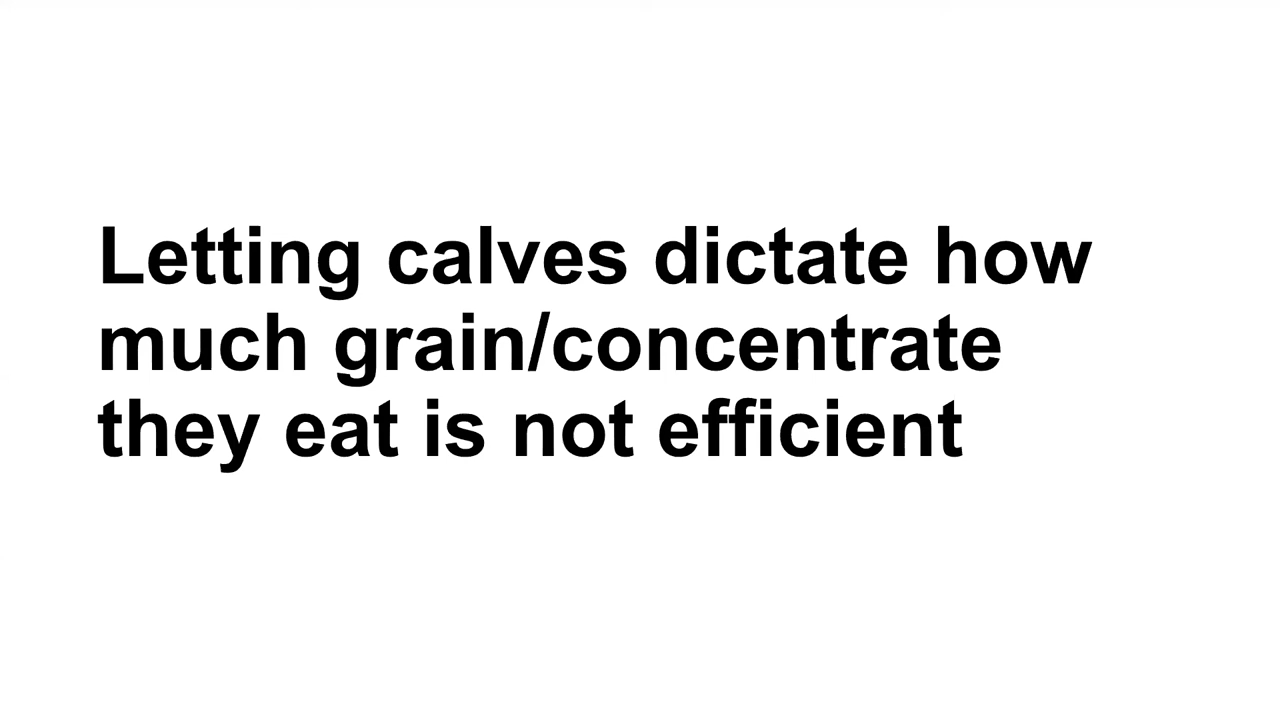 Letting calves dictate how
much grain/concentrate
they eat is not efficient